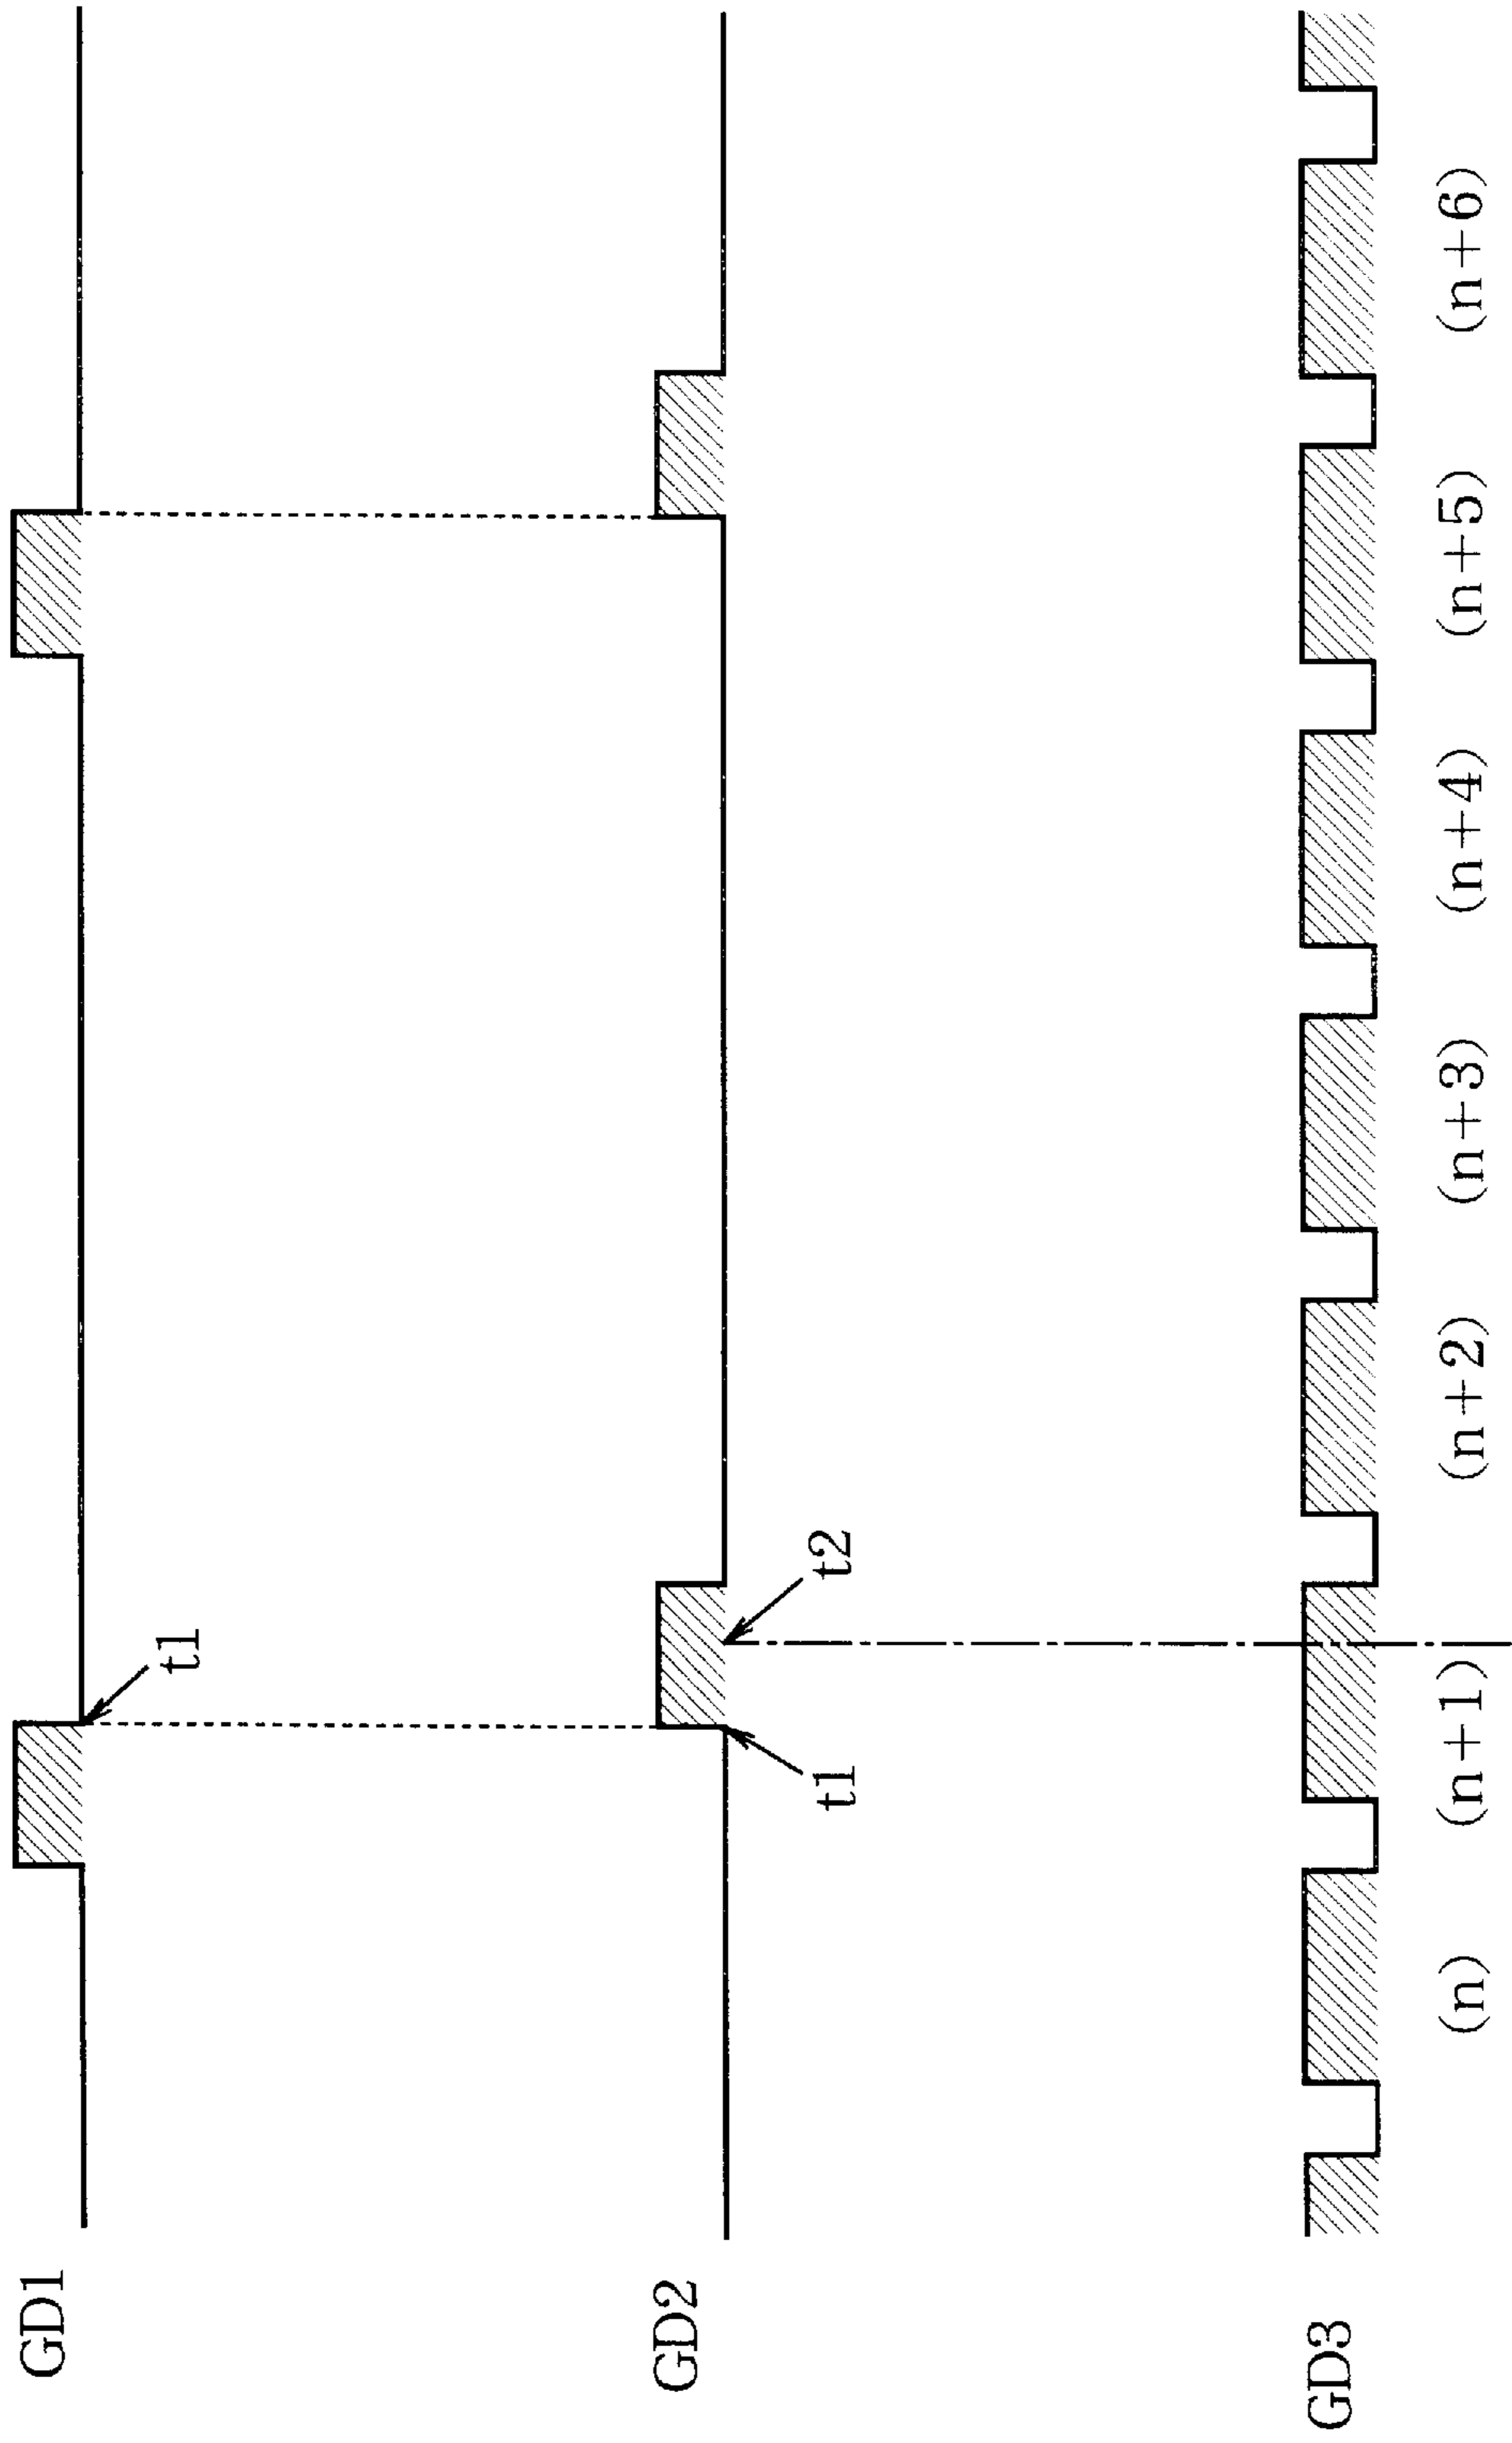 GD1
t1
GD2
t1
t2
GD3
(n) (n+1) (n+2) (n+3) (n+4) (n+5) (n+6)